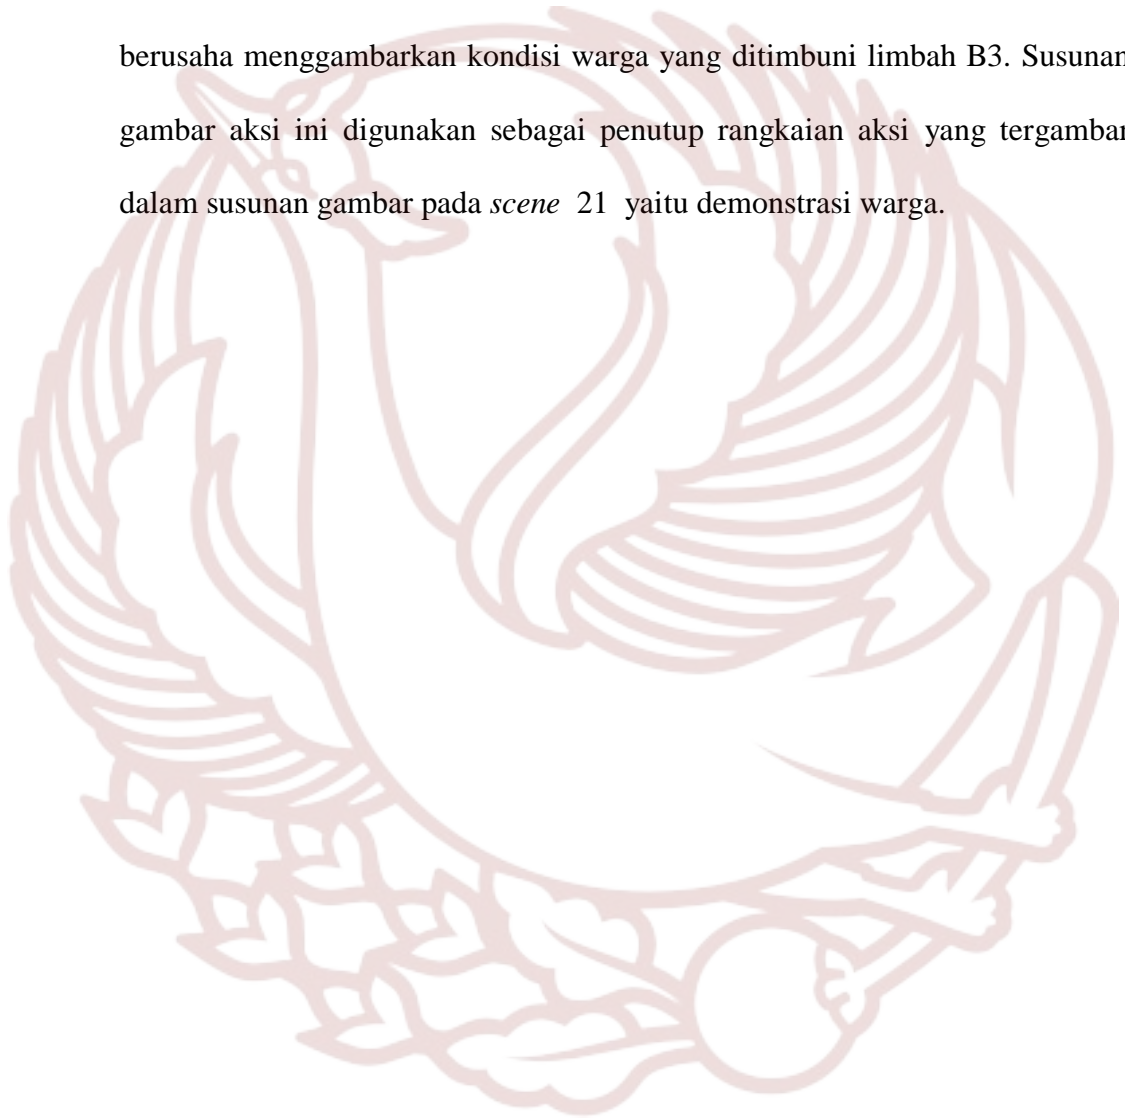 berusaha menggambarkan kondisi warga yang ditimbuni limbah B3. Susunan
gambar aksi ini digunakan sebagai penutup rangkaian aksi yang tergambar
dalam susunan gambar pada scene 21 yaitu demonstrasi warga.